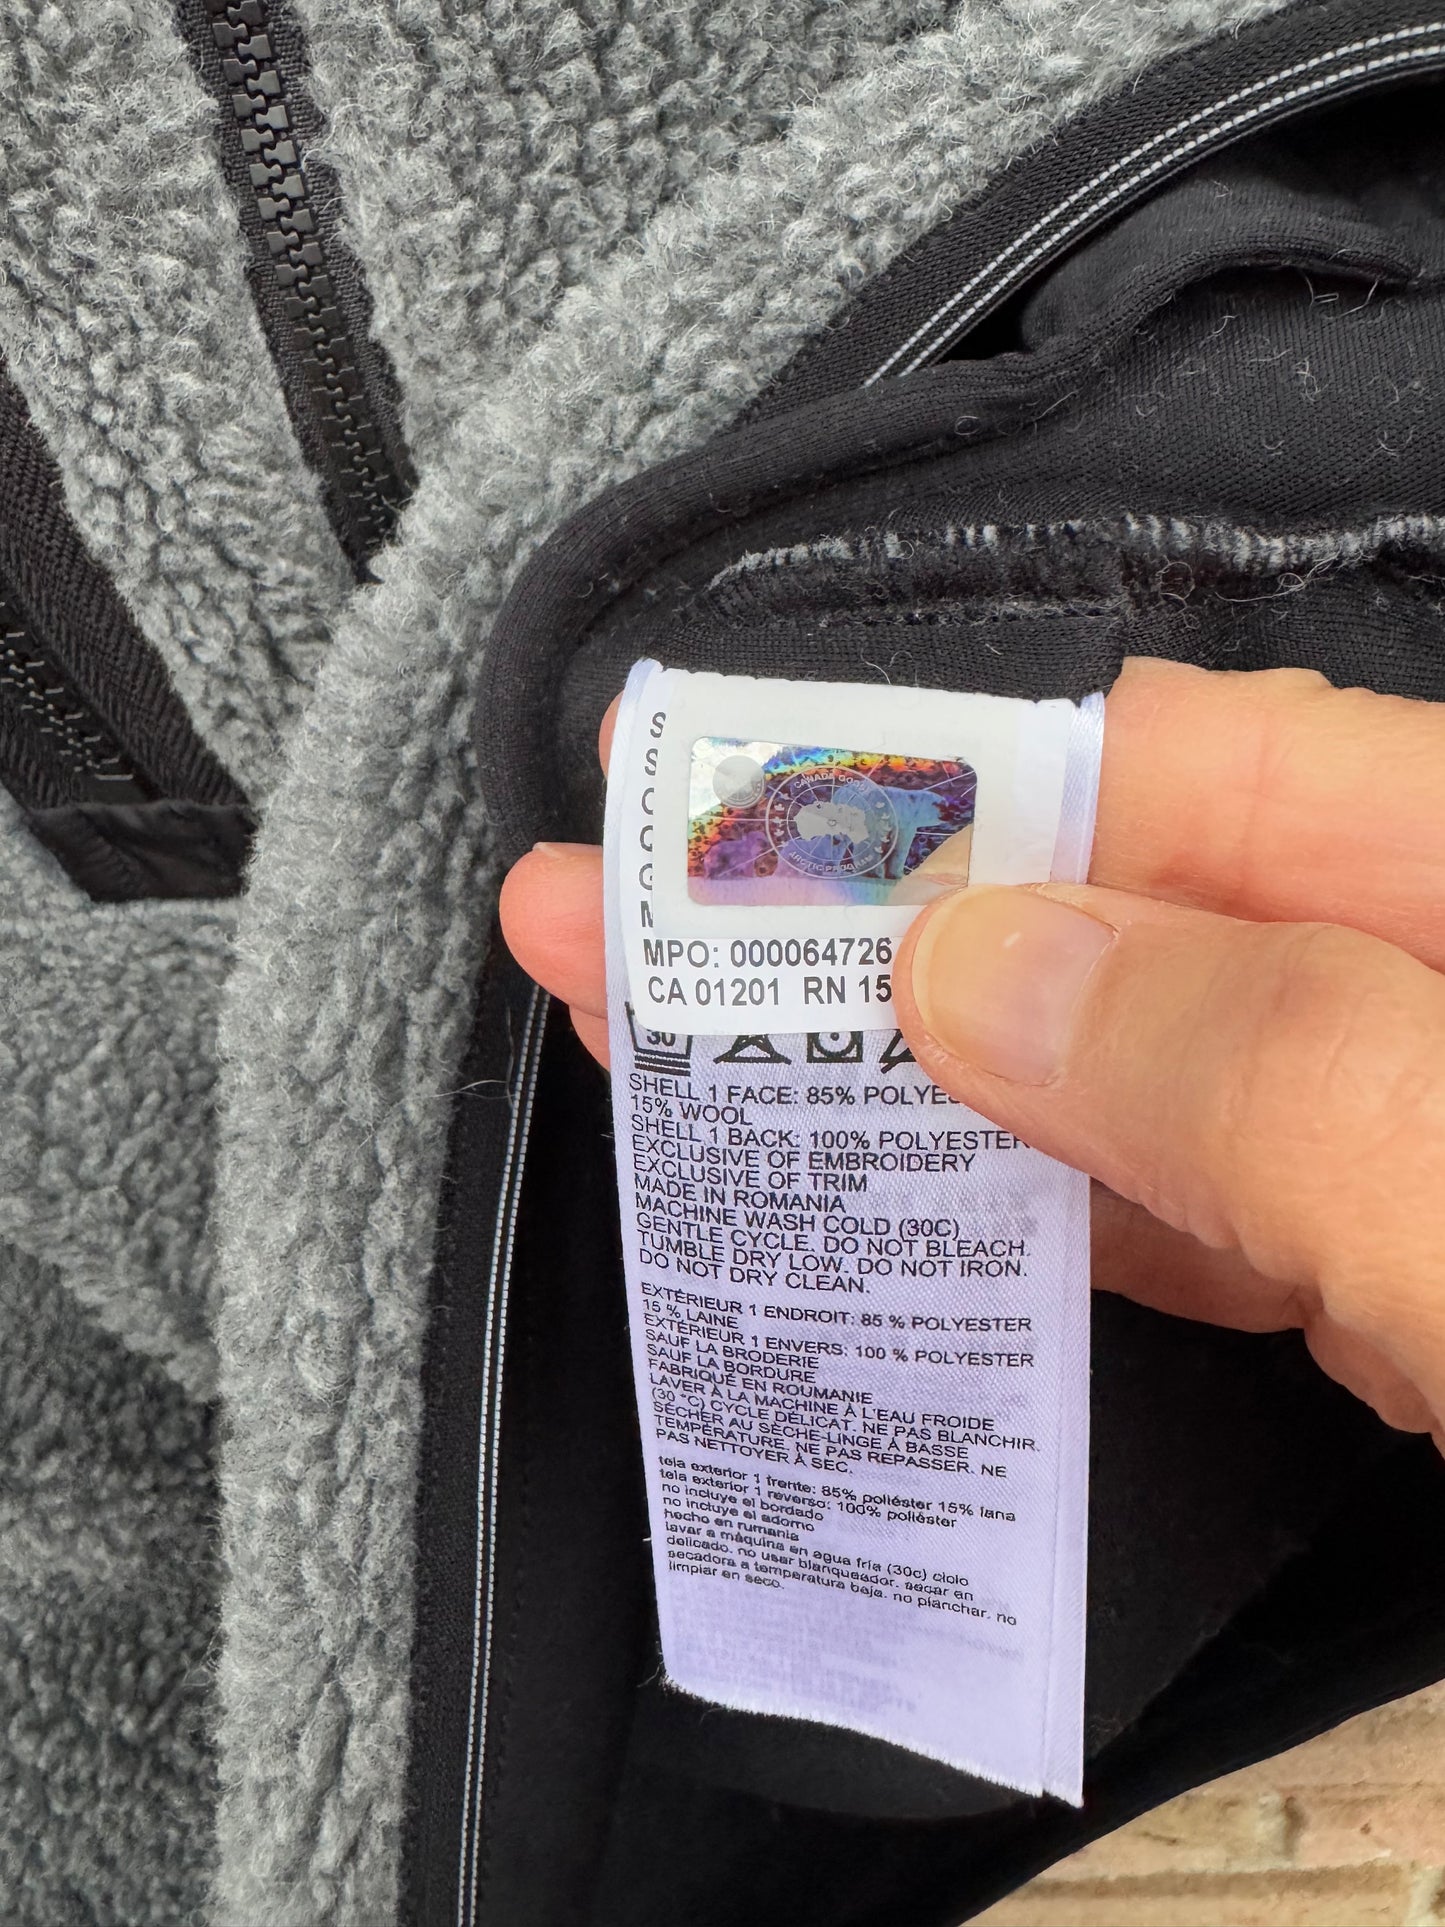 CANADA GOOSE
ARCTIC PROGRAM
MPO: 000064726
CA 01201 RN 15
30
SHELL 1 FACE: 85% POLYES
15% WOOL
SHELL 1 BACK: 100% POLYESTER
EXCLUSIVE OF EMBROIDERY
EXCLUSIVE OF TRIM
MADE IN ROMANIA
MACHINE WASH COLD (30C)
GENTLE CYCLE. DO NOT BLEACH.
TUMBLE DRY LOW. DO NOT IRON.
DO NOT DRY CLEAN.
EXTÉRIEUR 1 ENDROIT: 85 % POLYESTER
15 % LAINE
EXTÉRIEUR 1 ENVERS: 100 % POLYESTER
SAUF LA BRODERIE
SAUF LA BORDURE
FABRIQUÉ EN ROUMANIE
LAVER À LA MACHINE À L'EAU FROIDE
(30 °C) CYCLE DÉLICAT. NE PAS BLANCHIR.
SÉCHER AU SÈCHE-LINGE À BASSE
TEMPÉRATURE. NE PAS REPASSER. NE
PAS NETTOYER À SEC.
tela exterior 1 frente: 85% poliéster 15% lana
tela exterior 1 reverso: 100% poliéster
no incluye el bordado
no incluye el adorno
hecho en rumania
lavar a máquina en agua fría (30c) ciclo
delicado. no usar blanqueador. secar en
secadora a temperatura baja. no planchar. no
limpiar en seco.